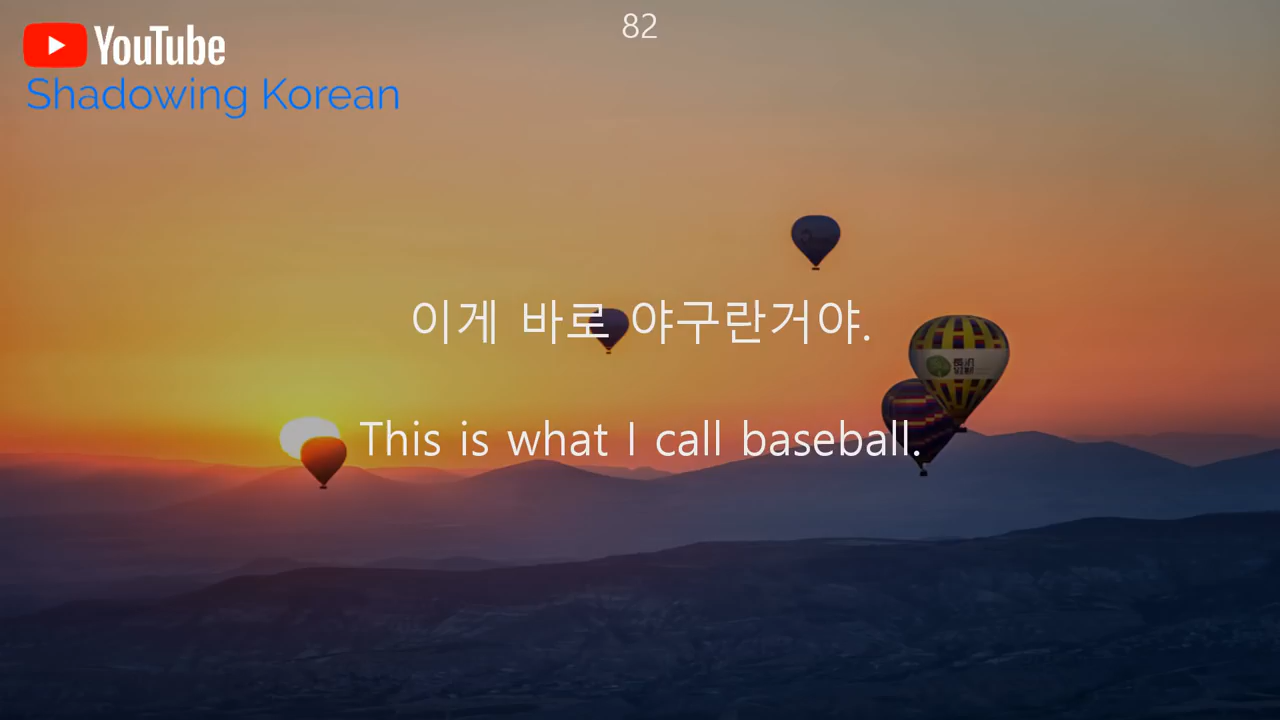 82
YouTube
Shadowing Korean
이게 바로 야구란거야.
This is what I call baseball.